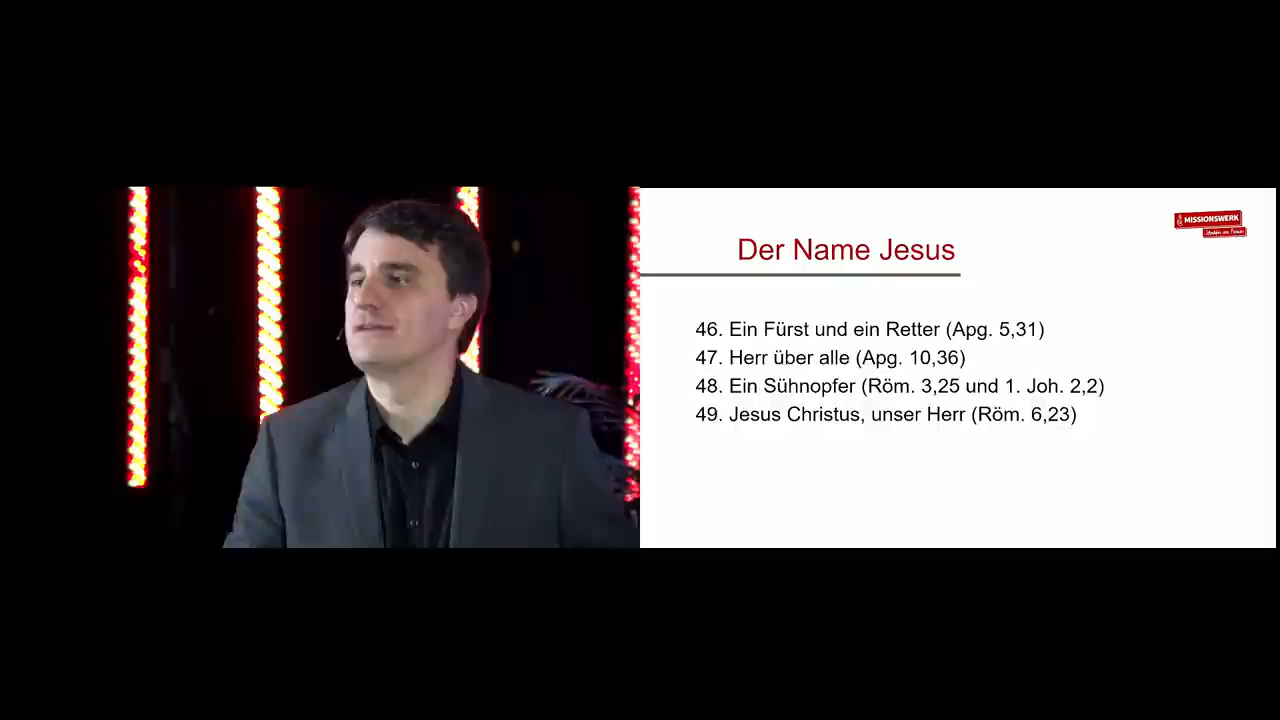 MISSIONSWERK
Der Name Jesus
46. Ein Fürst und ein Retter (Apg. 5,31)
47. Herr über alle (Apg. 10,36)
48. Ein Sühnopfer (Röm. 3,25 und 1. Joh. 2,2)
49. Jesus Christus, unser Herr (Röm. 6,23)